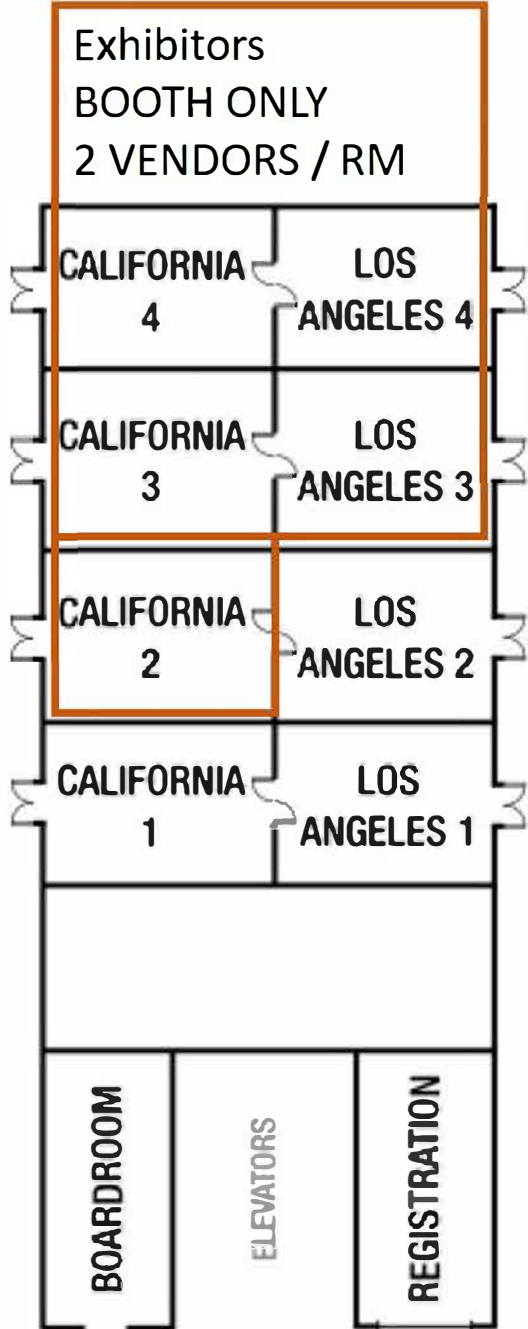 Exhibitors
BOOTH ONLY
2 VENDORS / RM
CALIFORNIA
4
LOS
ANGELES 4
CALIFORNIA
3
LOS
ANGELES 3
CALIFORNIA
2
LOS
ANGELES 2
CALIFORNIA
1
LOS
ANGELES 1
BOARDROOM
ELEVATORS
REGISTRATION